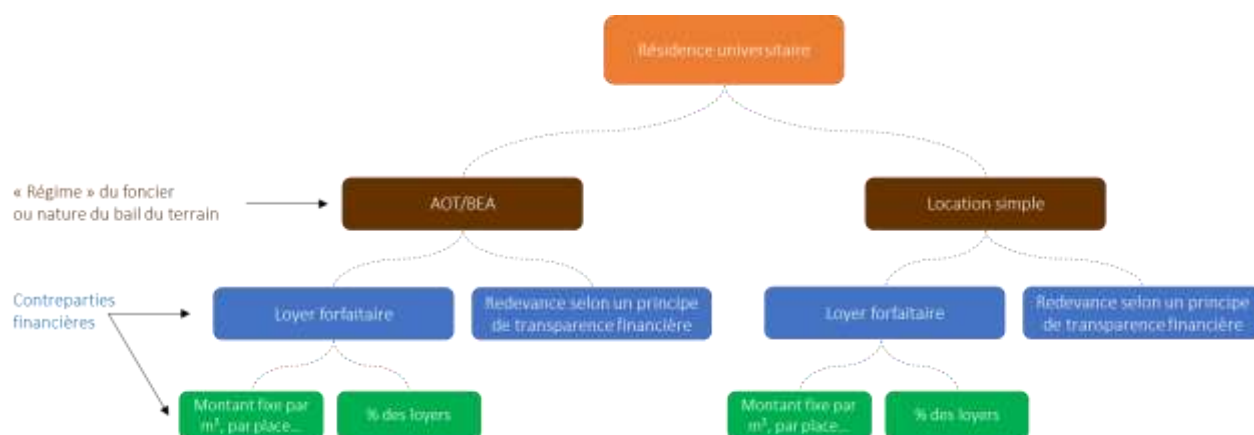 Résidence universitaire
« Régime » du foncier
ou nature du bail du terrain
AOT/BEA
Location simple
Contreparties
financières
Loyer forfaitaire
Redevance selon un principe
de transparence financière
Loyer forfaitaire
Redevance selon un principe
de transparence financière
Montant fixe par
m², par place...
% des loyers
Montant fixe par
m², par place...
% des loyers